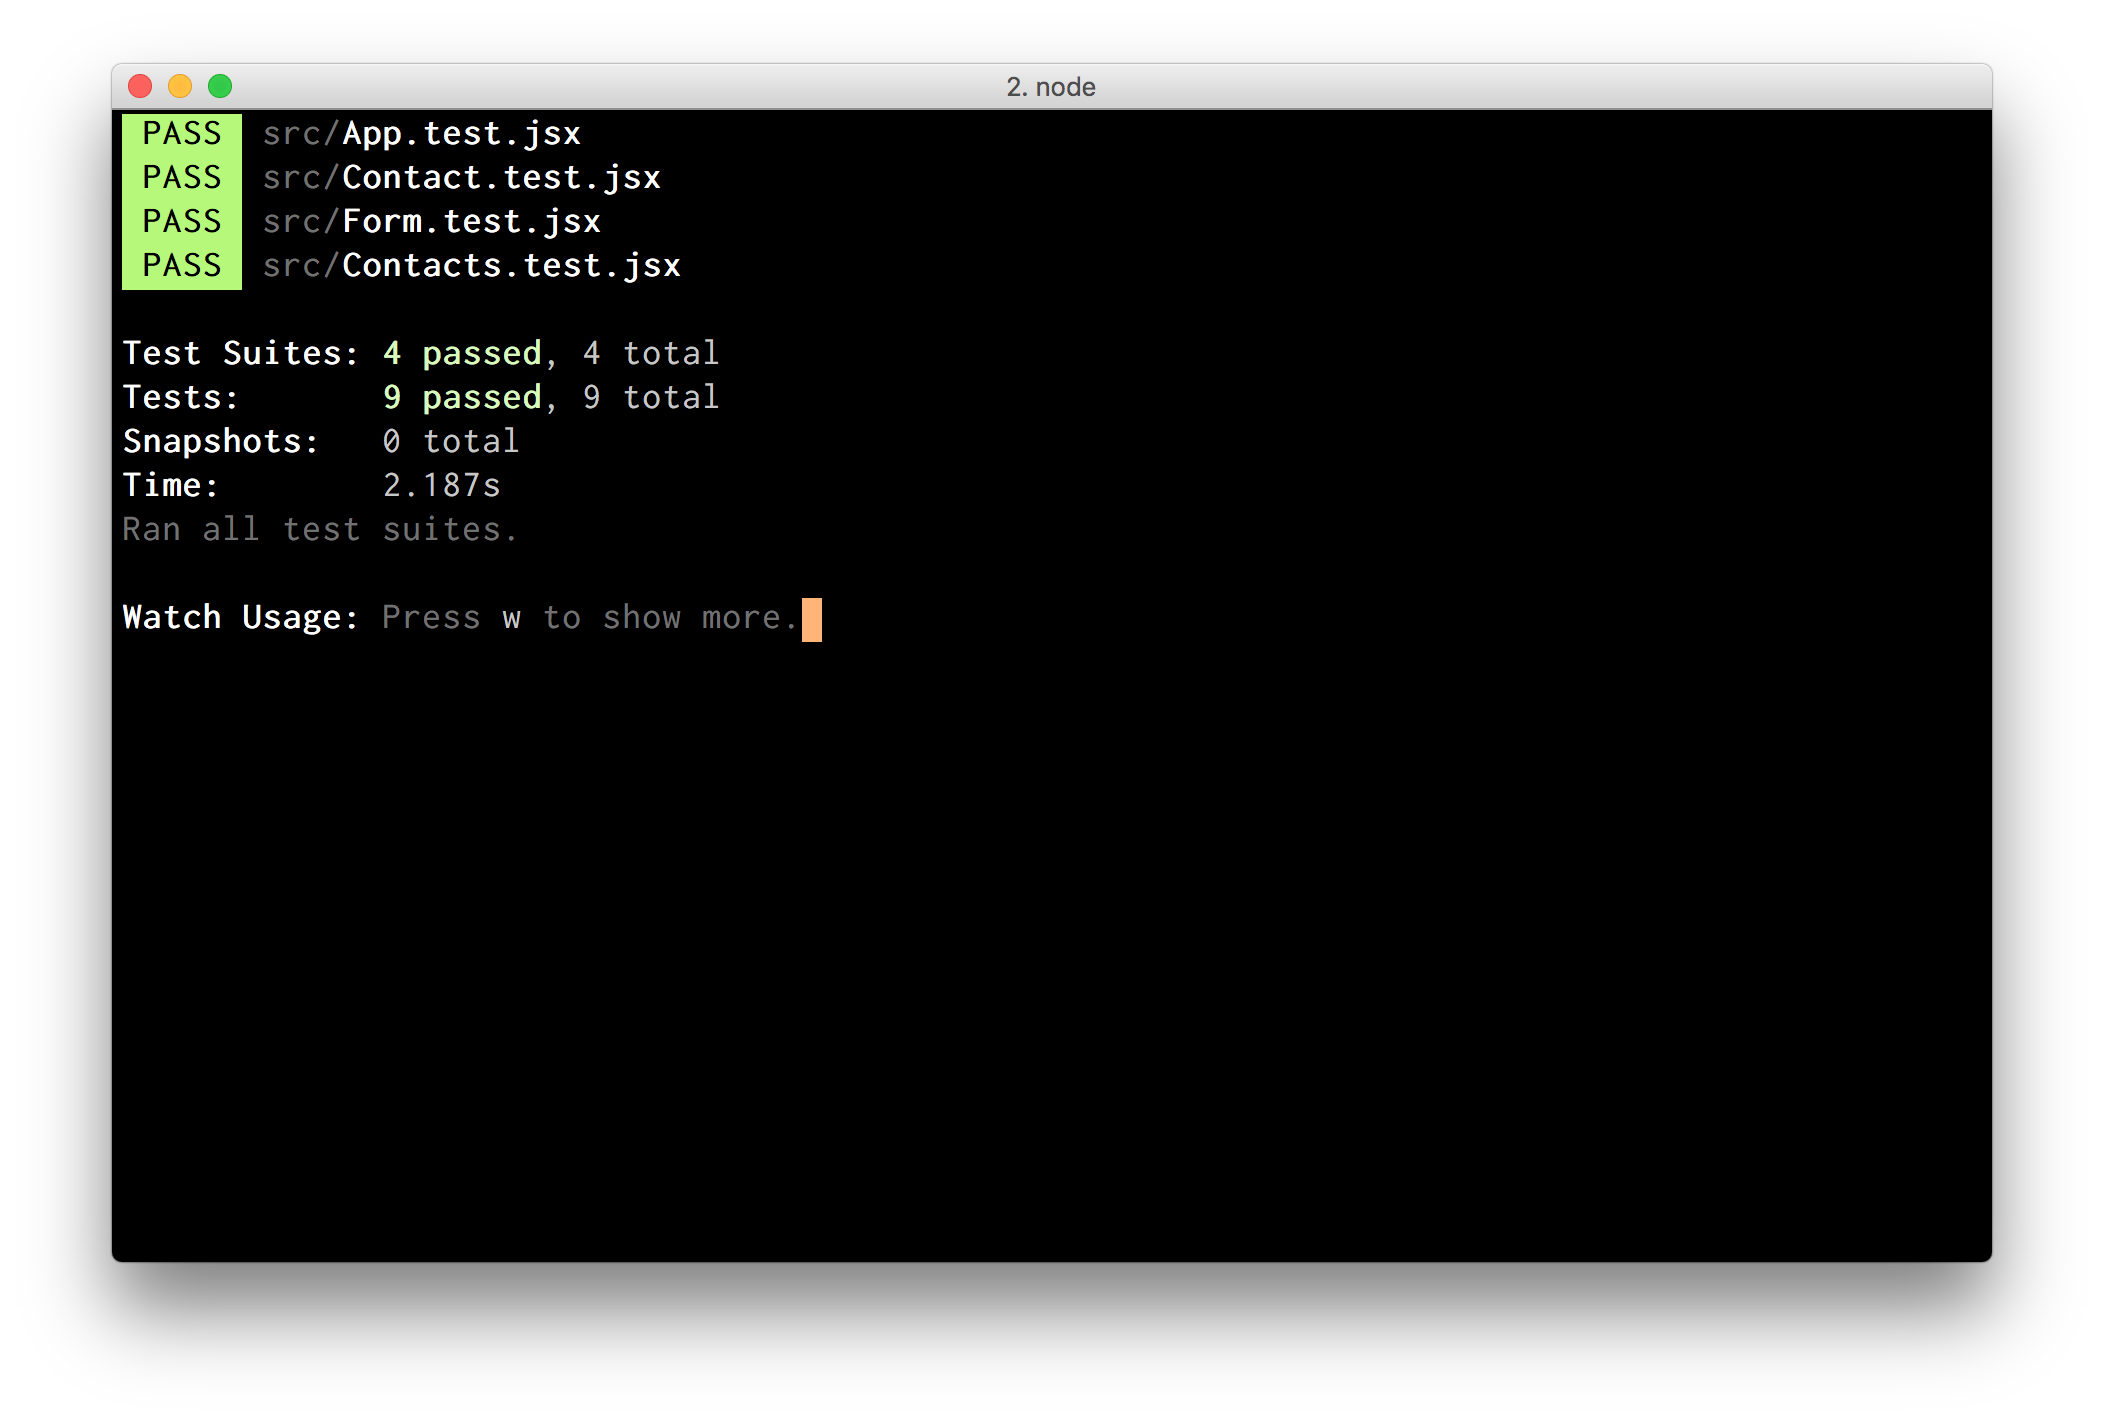 2. node
PASS src/App.test.jsx
PASS src/Contact.test.jsx
PASS src/Form.test.jsx
PASS src/Contacts.test.jsx
Test Suites: 4 passed, 4 total
Tests: 9 passed, 9 total
Snapshots: 0 total
Time: 2.187s
Ran all test suites.
Watch Usage: Press w to show more.